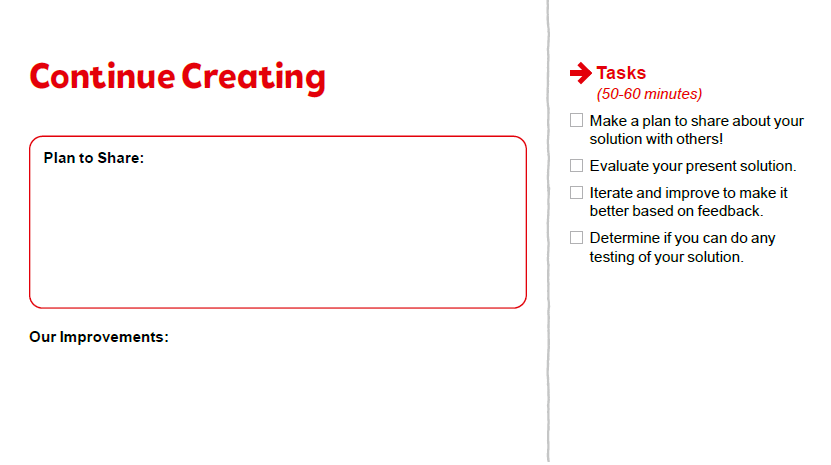 Continue Creating
Plan to Share:
Our Improvements:
Tasks
(50-60 minutes)
Make a plan to share about your
solution with others!
Evaluate your present solution.
Iterate and improve to make it
better based on feedback.
Determine if you can do any
testing of your solution.